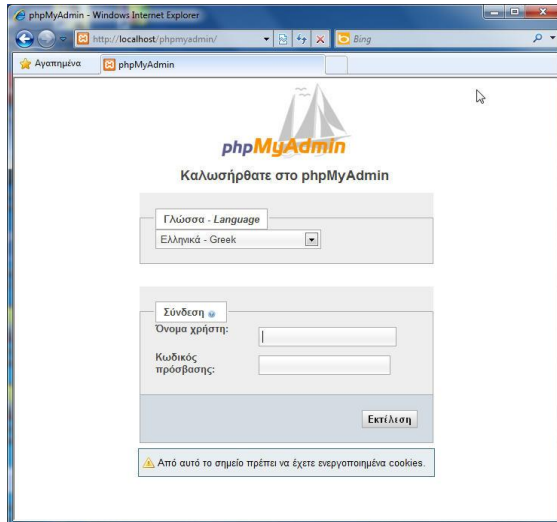 phpMyAdmin - Windows Internet Explorer
http://localhost/phpmyadmin/
Bing
Αγαπημένα
phpMyAdmin
phpMyAdmin
Καλωσήρθατε στο phpMyAdmin
Γλώσσα - Language
Ελληνικά - Greek
Σύνδεση
Όνομα χρήστη:
Κωδικός
πρόσβασης:
Εκτέλεση
Από αυτό το σημείο πρέπει να έχετε ενεργοποιημένα cookies.